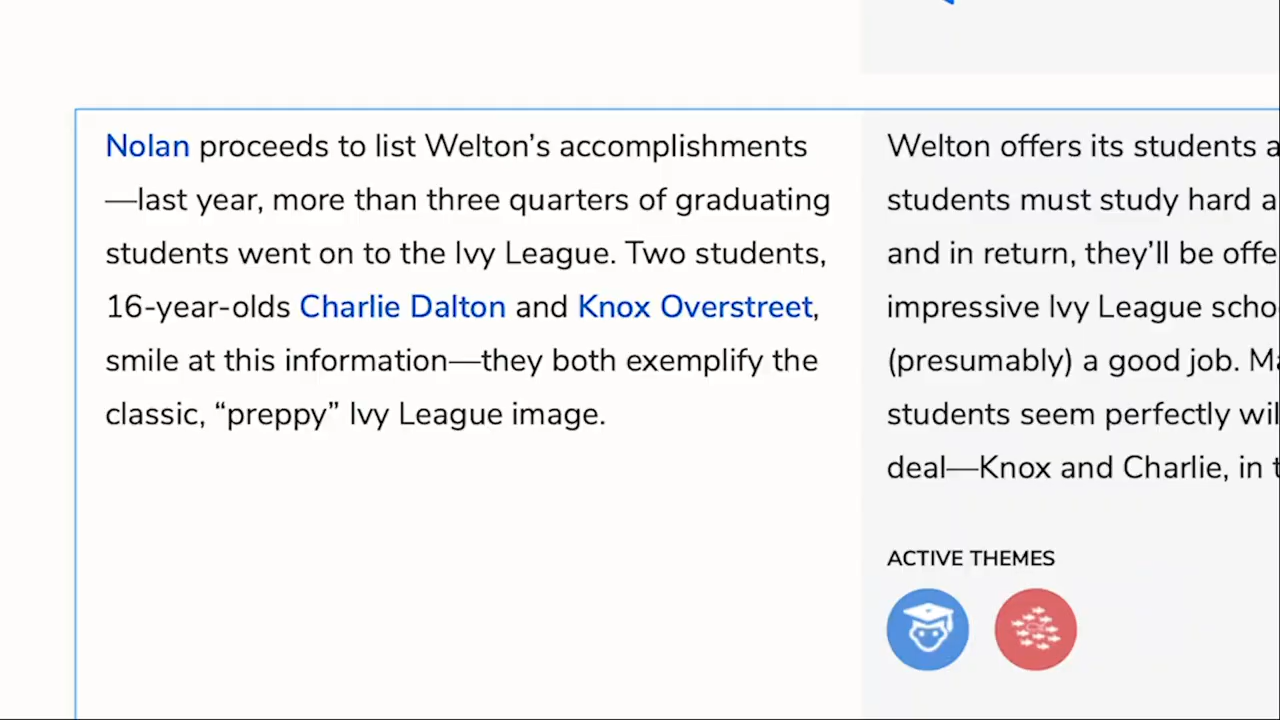 Nolan proceeds to list Welton’s accomplishments
—last year, more than three quarters of graduating
students went on to the Ivy League. Two students,
16-year-olds Charlie Dalton and Knox Overstreet,
smile at this information—they both exemplify the
classic, “preppy” Ivy League image.
Welton offers its students a
students must study hard a
and in return, they’ll be offe
impressive Ivy League scho
(presumably) a good job. Ma
students seem perfectly wil
deal—Knox and Charlie, in t
ACTIVE THEMES